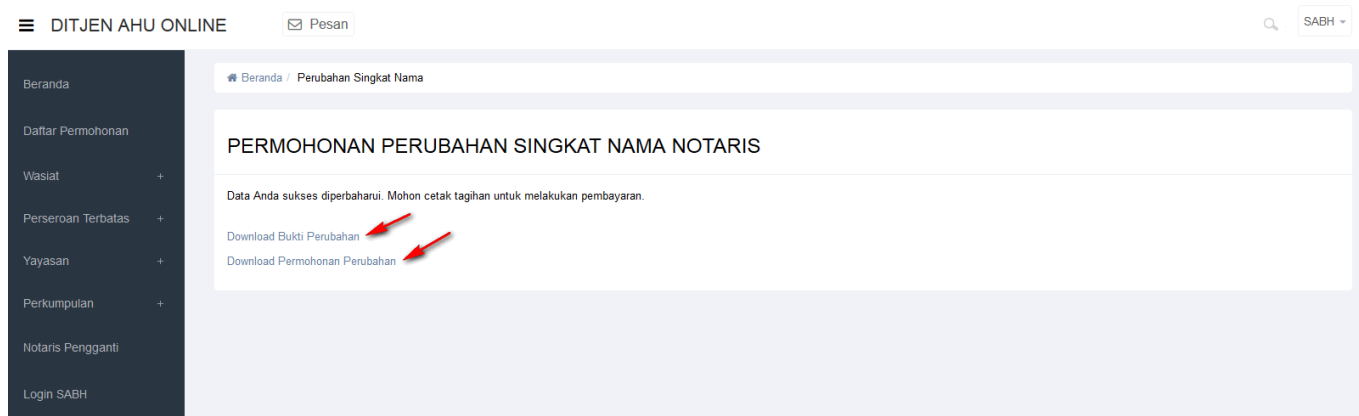 DITJEN AHU ONLINE
Pesan
SABH
Beranda
Daftar Permohonan
Wasiat +
Perseroan Terbatas +
Yayasan +
Perkumpulan +
Notaris Pengganti
Login SABH
Beranda / Perubahan Singkat Nama
PERMOHONAN PERUBAHAN SINGKAT NAMA NOTARIS
Data Anda sukses diperbaharui. Mohon cetak tagihan untuk melakukan pembayaran.
Download Bukti Perubahan
Download Permohonan Perubahan